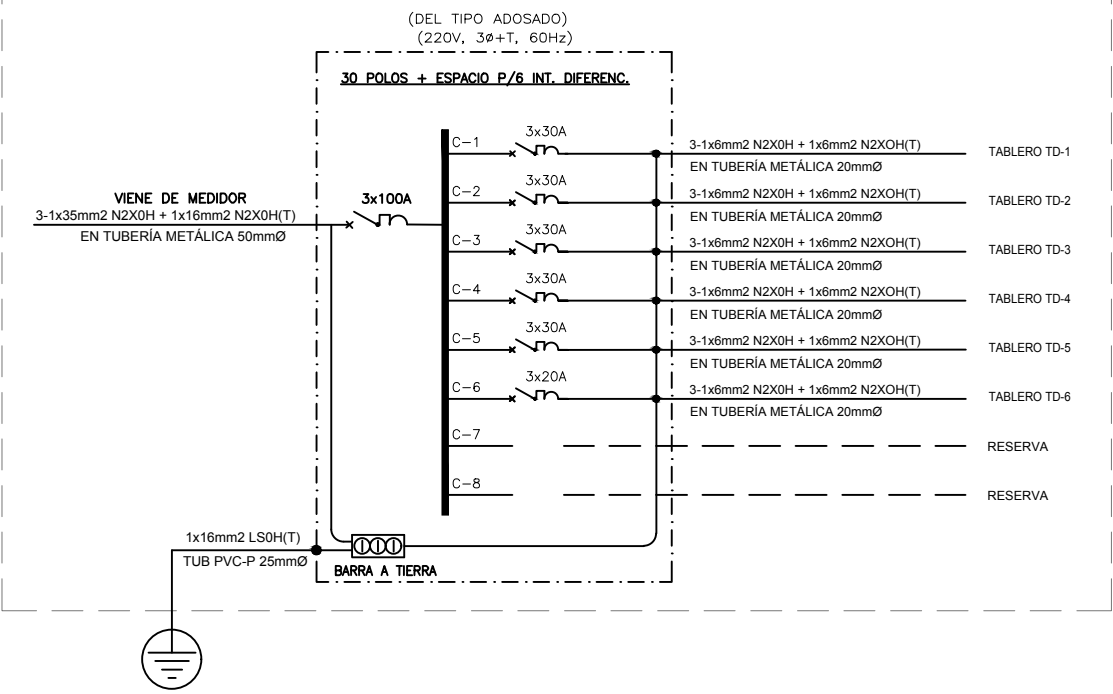 (DEL TIPO ADOSADO)
(220V, 3ø+T, 60Hz)
30 POLOS + ESPACIO P/6 INT. DIFERENC.
VIENE DE MEDIDOR
3-1x35mm2 N2X0H + 1x16mm2 N2X0H(T)
EN TUBERÍA METÁLICA 50mmØ
3x100A
C-1
3x30A
3-1x6mm2 N2X0H + 1x6mm2 N2XOH(T)
EN TUBERÍA METÁLICA 20mmØ
TABLERO TD-1
C-2
3x30A
3-1x6mm2 N2X0H + 1x6mm2 N2XOH(T)
EN TUBERÍA METÁLICA 20mmØ
TABLERO TD-2
C-3
3x30A
3-1x6mm2 N2X0H + 1x6mm2 N2XOH(T)
EN TUBERÍA METÁLICA 20mmØ
TABLERO TD-3
C-4
3x30A
3-1x6mm2 N2X0H + 1x6mm2 N2XOH(T)
EN TUBERÍA METÁLICA 20mmØ
TABLERO TD-4
C-5
3x30A
3-1x6mm2 N2X0H + 1x6mm2 N2XOH(T)
EN TUBERÍA METÁLICA 20mmØ
TABLERO TD-5
C-6
3x20A
3-1x6mm2 N2X0H + 1x6mm2 N2XOH(T)
EN TUBERÍA METÁLICA 20mmØ
TABLERO TD-6
C-7
RESERVA
C-8
RESERVA
1x16mm2 LS0H(T)
TUB PVC-P 25mmØ
BARRA A TIERRA